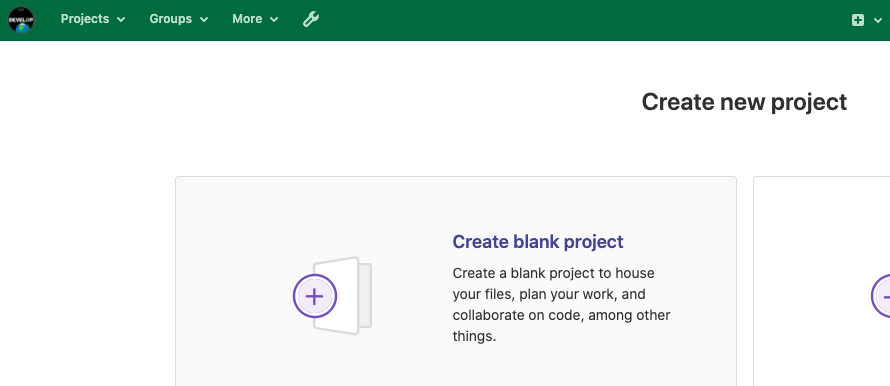 DEVELOP
Projects
Groups
More
Create new project
Create blank project
Create a blank project to house
your files, plan your work, and
collaborate on code, among other
things.